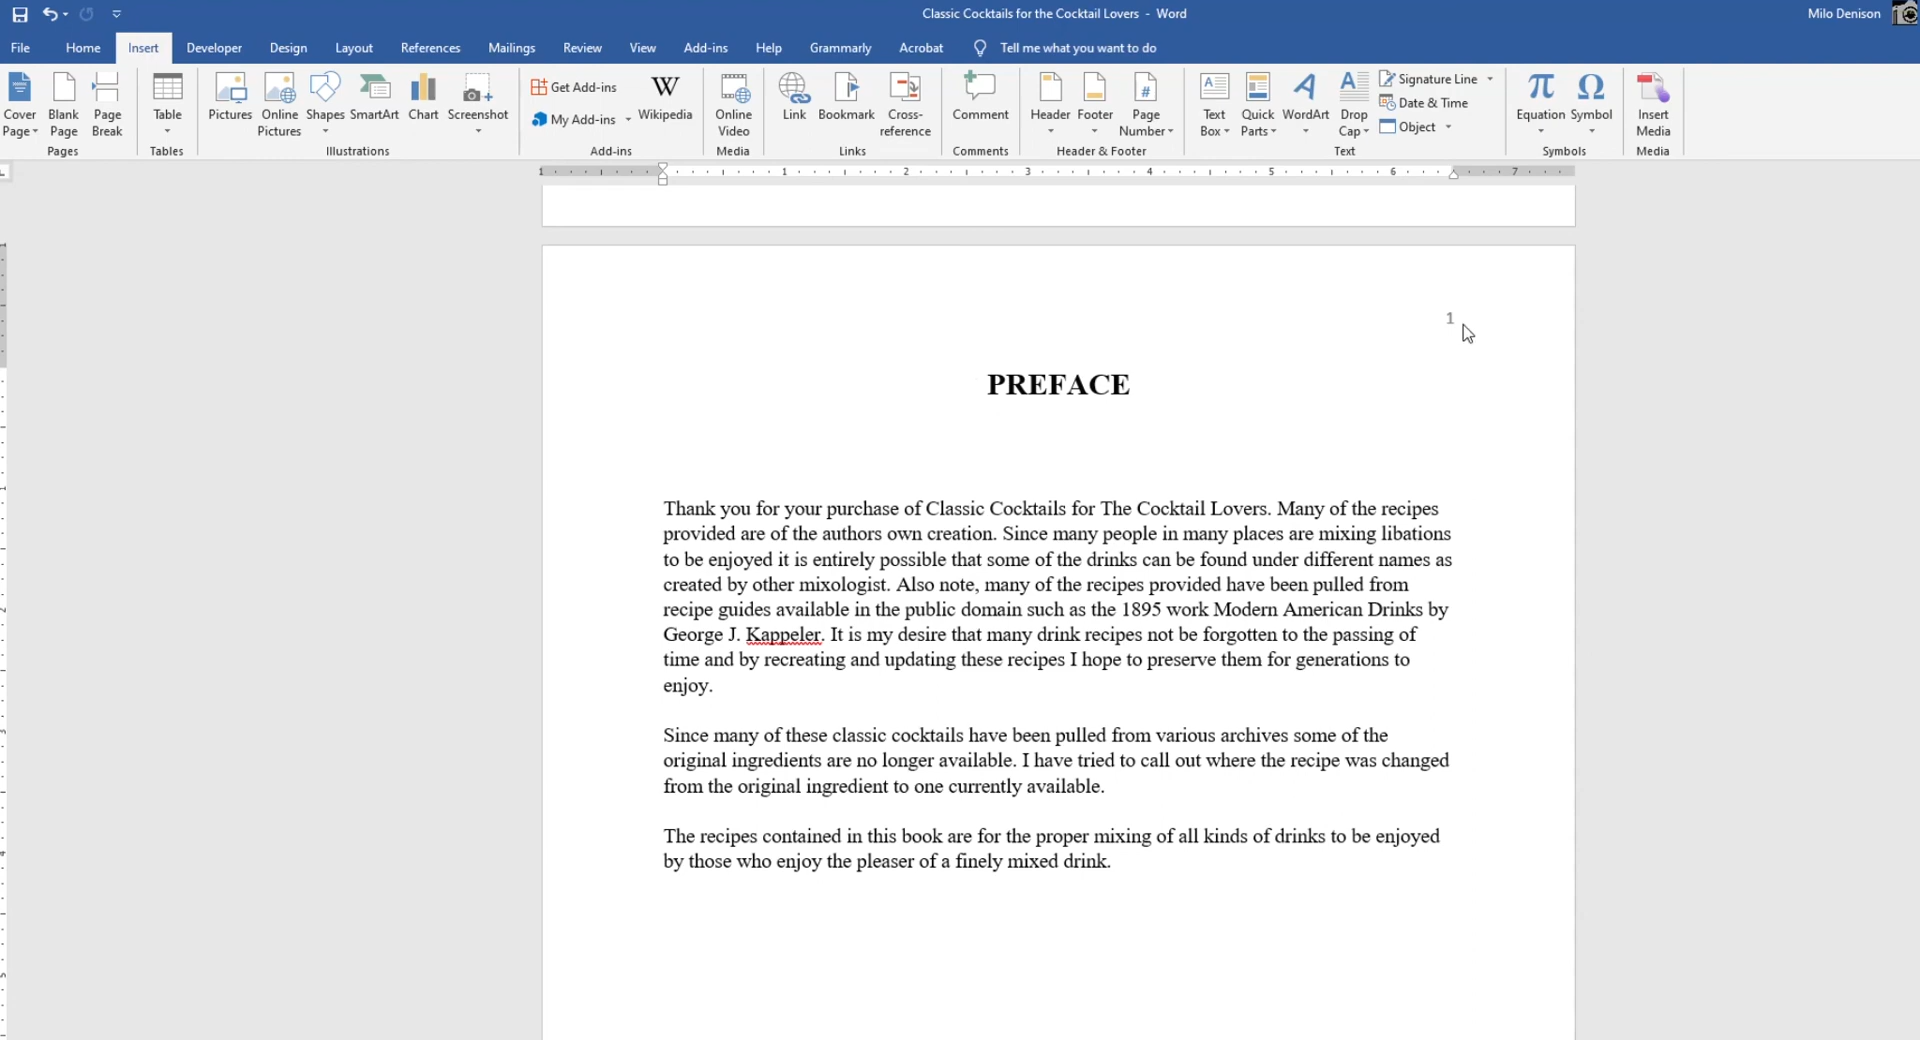 Classic Cocktails for the Cocktail Lovers - Word
Milo Denison
File Home Insert Developer Design Layout References Mailings Review View Add-ins Help Grammarly Acrobat Tell me what you want to do
Cover Page
Blank Page
Page Break
Pages
Table
Tables
Pictures
Online Pictures
Shapes
SmartArt
Chart
Screenshot
Illustrations
Get Add-ins
My Add-ins
Wikipedia
Add-ins
Online Video
Media
Link
Bookmark
Cross-reference
Links
Comment
Comments
Header
Footer
Page Number
Header & Footer
Text Box
Quick Parts
WordArt
Drop Cap
Signature Line
Date & Time
Object
Text
Equation
Symbol
Symbols
Insert Media
Media
1 1 2 3 4 5 6 7
1
PREFACE
Thank you for your purchase of Classic Cocktails for The Cocktail Lovers. Many of the recipes
provided are of the authors own creation. Since many people in many places are mixing libations
to be enjoyed it is entirely possible that some of the drinks can be found under different names as
created by other mixologist. Also note, many of the recipes provided have been pulled from
recipe guides available in the public domain such as the 1895 work Modern American Drinks by
George J. Kappeler. It is my desire that many drink recipes not be forgotten to the passing of
time and by recreating and updating these recipes I hope to preserve them for generations to
enjoy.
Since many of these classic cocktails have been pulled from various archives some of the
original ingredients are no longer available. I have tried to call out where the recipe was changed
from the original ingredient to one currently available.
The recipes contained in this book are for the proper mixing of all kinds of drinks to be enjoyed
by those who enjoy the pleaser of a finely mixed drink.